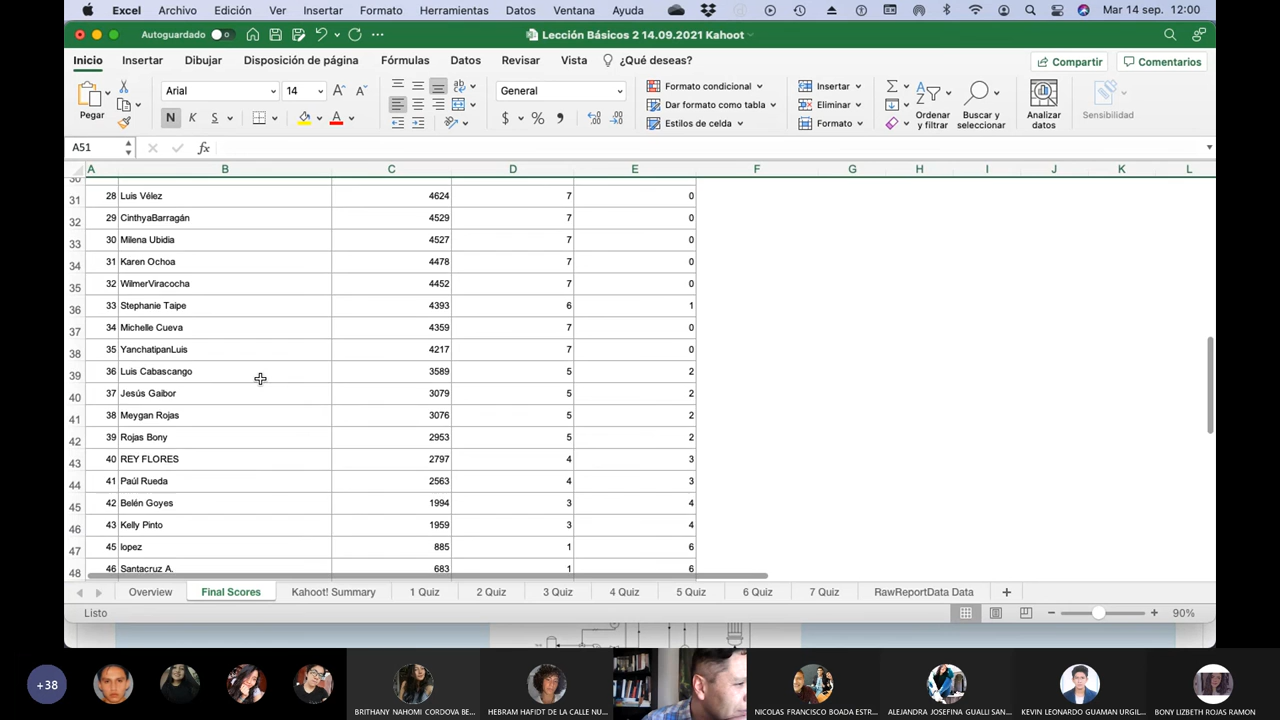 Excel Archivo Edición Ver Insertar Formato Herramientas Datos Ventana Ayuda Mar 14 sep. 12:00
Autoguardado Lección Básicos 2 14.09.2021 Kahoot
Inicio Insertar Dibujar Disposición de página Fórmulas Datos Revisar Vista ¿Qué desea? Compartir Comentarios
Pegar Arial 14 General Formato condicional Dar formato como tabla Estilos de celda Insertar Eliminar Formato Ordenar y filtrar Buscar y seleccionar Analizar datos Sensibilidad
N K S
A51 fx
A B C D E F G H I J K L
30
31 28 Luis Vélez 4624 7 0
32 29 CinthyaBarragán 4529 7 0
33 30 Milena Ubidia 4527 7 0
34 31 Karen Ochoa 4478 7 0
35 32 WilmerViracocha 4452 7 0
36 33 Stephanie Taipe 4393 6 1
37 34 Michelle Cueva 4359 7 0
38 35 YanchatipanLuis 4217 7 0
39 36 Luis Cabascango 3589 5 2
40 37 Jesús Gaibor 3079 5 2
41 38 Meygan Rojas 3076 5 2
42 39 Rojas Bony 2953 5 2
43 40 REY FLORES 2797 4 3
44 41 Paúl Rueda 2563 4 3
45 42 Belén Goyes 1994 3 4
46 43 Kelly Pinto 1959 3 4
47 45 lopez 885 1 6
48 46 Santacruz A. 683 1 6
Overview Final Scores Kahoot! Summary 1 Quiz 2 Quiz 3 Quiz 4 Quiz 5 Quiz 6 Quiz 7 Quiz RawReportData Data
Listo 90%
+38 BRITHANY NAHOMI CORDOVA BE... HEBRAM HAFIDT DE LA CALLE NU... NICOLAS FRANCISCO BOADA ESTR... ALEJANDRA JOSEFINA GUALLI SAN... KEVIN LEONARDO GUAMAN URGIL... BONY LIZBETH ROJAS RAMON